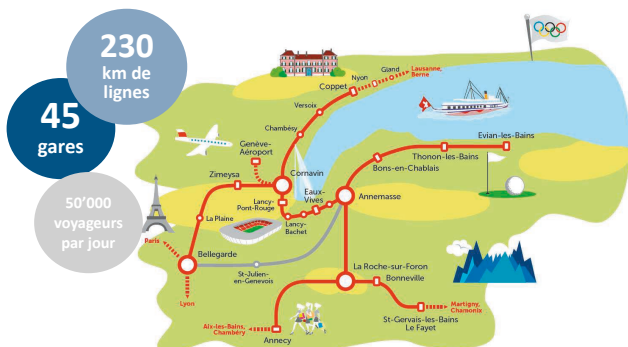 230
km de
lignes
45
gares
50'000
voyageurs
par jour
Nyon
Gland
Lausanne,
Berne
Coppet
Versoix
Chambésy
Genève-
Aéroport
Cornavin
Zimeysa
Lancy-
Pont-Rouge
Eaux-
Vives
Lancy-
Bachet
Annemasse
Bons-en-Chablais
Thonon-les-Bains
Evian-les-Bains
La Plaine
Paris
Bellegarde
Lyon
St-Julien-
en-Genevois
La Roche-sur-Foron
Bonneville
St-Gervais-les-Bains
Le Fayet
Martigny,
Chamonix
Aix-les-Bains,
Chambéry
Annecy